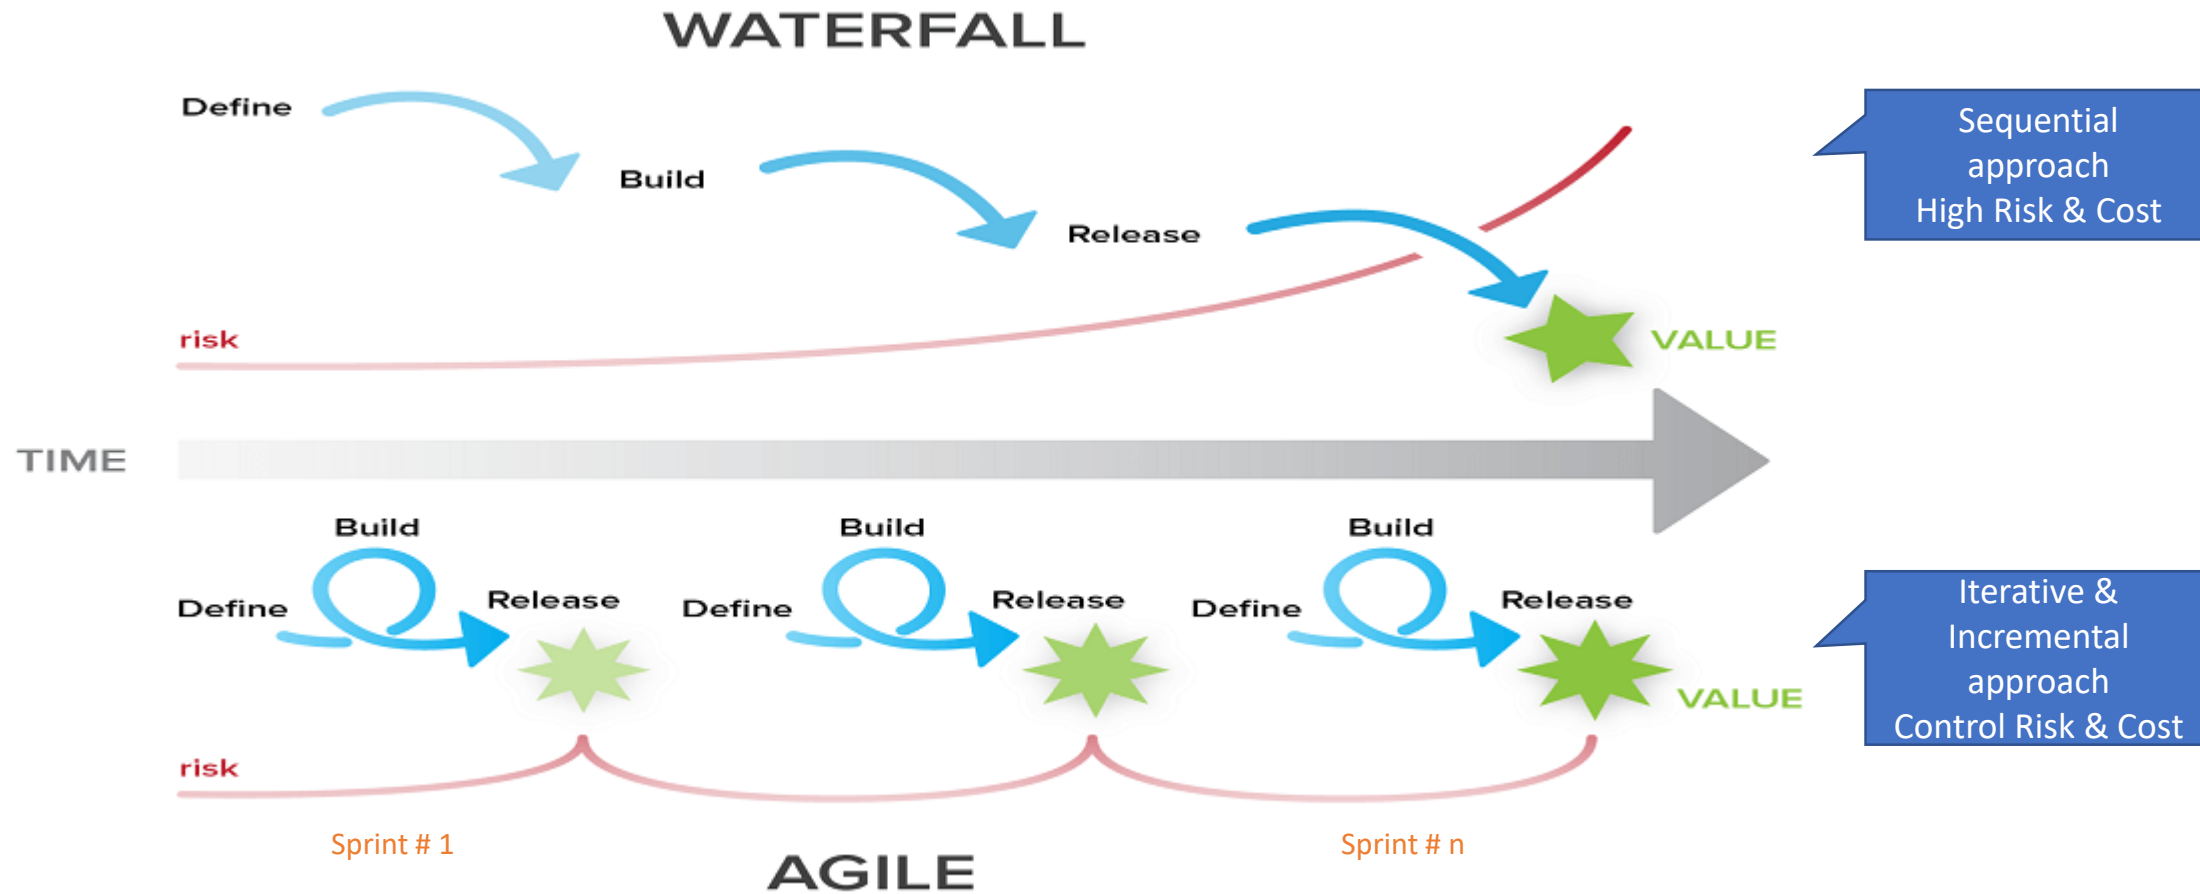 WATERFALL
Define
Build
Release
risk
VALUE
Sequential
approach
High Risk & Cost
TIME
Build
Build
Build
Define
Release
Define
Release
Define
Release
VALUE
risk
Iterative &
Incremental
approach
Control Risk & Cost
Sprint # 1
Sprint # n
AGILE